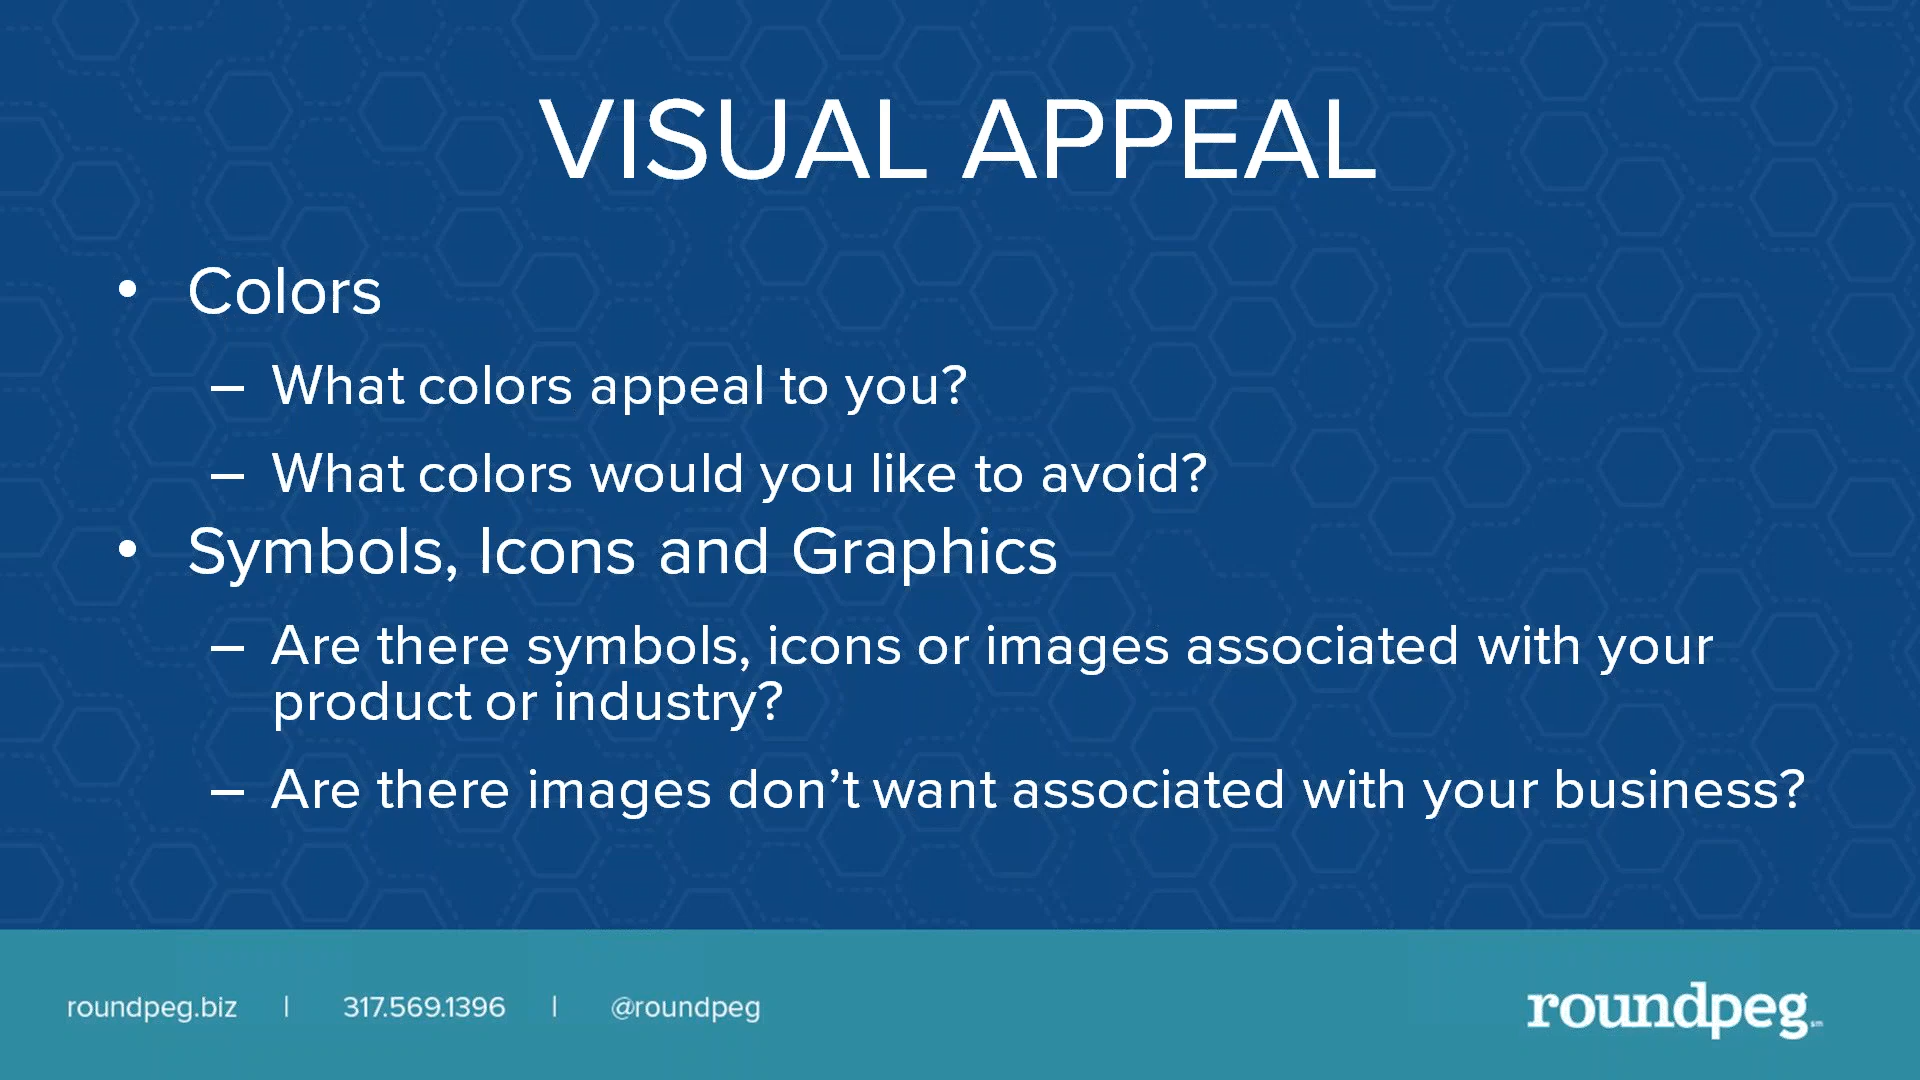 VISUAL APPEAL
• Colors
– What colors appeal to you?
– What colors would you like to avoid?
• Symbols, Icons and Graphics
– Are there symbols, icons or images associated with your
product or industry?
– Are there images don’t want associated with your business?
roundpeg.biz | 317.569.1396 | @roundpeg
roundpeg℠